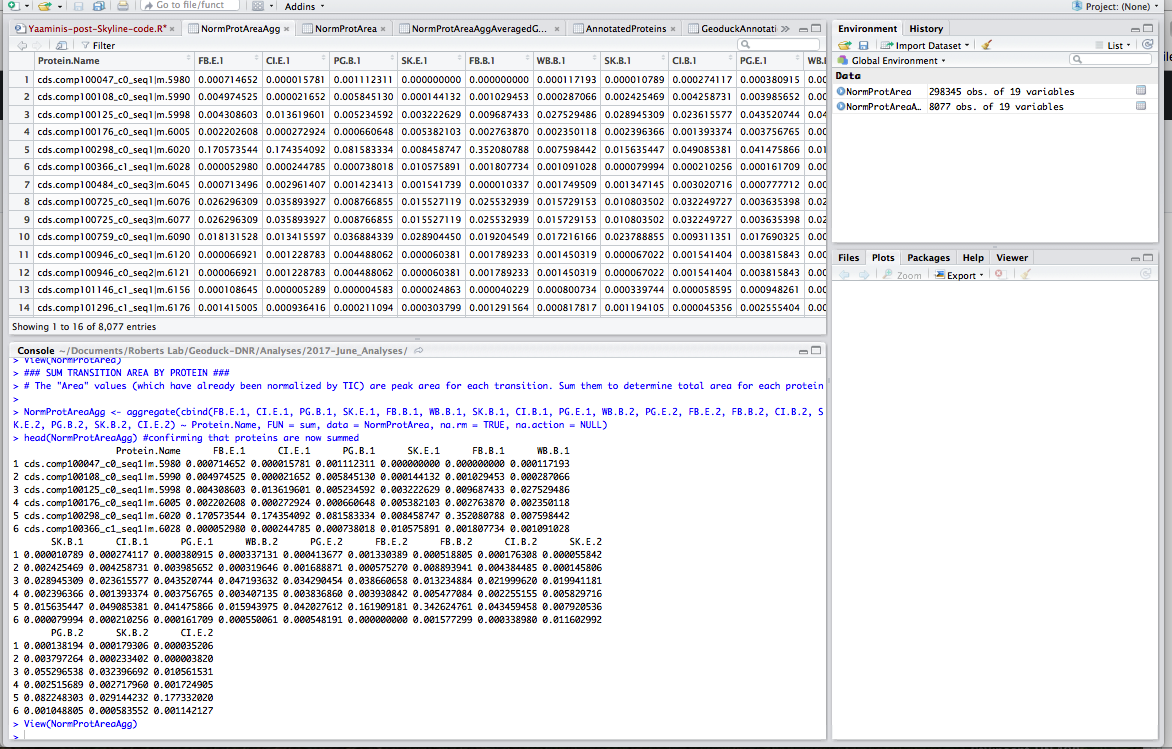 Go to file/funct
Addins
Project: (None)
Yaaminis-post-Skyline-code.R*
NormProtAreaAgg
NormProtArea
NormProtAreaAggAveragedG...
AnnotatedProteins
GeoduckAnnotati
Filter
Protein.Name FB.E.1 CI.E.1 PG.B.1 SK.E.1 FB.B.1 WB.B.1 SK.B.1 CI.B.1 PG.E.1 WB.I
1 cds.comp100047_c0_seq1|m.5980 0.000714652 0.000015781 0.001112311 0.000000000 0.000000000 0.000117193 0.000010789 0.000274117 0.000380915 0.00
2 cds.comp100108_c0_seq1|m.5990 0.004974525 0.000021652 0.005845130 0.000144132 0.001029453 0.000287066 0.002425469 0.004258731 0.003985652 0.00
3 cds.comp100125_c0_seq1|m.5998 0.004308603 0.013619601 0.005234592 0.003222629 0.009687433 0.027529486 0.028945309 0.023615577 0.043520744 0.04
4 cds.comp100176_c0_seq1|m.6005 0.002202608 0.000272924 0.000660648 0.005382103 0.002763870 0.002350118 0.002396366 0.001393374 0.003756765 0.00
5 cds.comp100298_c0_seq1|m.6020 0.170573544 0.174354092 0.081583334 0.008458747 0.352080788 0.007598442 0.015635447 0.049085381 0.041475866 0.01
6 cds.comp100366_c1_seq1|m.6028 0.000052980 0.000244785 0.000738018 0.010575891 0.001807734 0.001091028 0.000079994 0.000210256 0.000161709 0.00
7 cds.comp100484_c0_seq3|m.6045 0.000713496 0.002961407 0.001423413 0.001541739 0.000010337 0.001749509 0.001347145 0.003020716 0.000777712 0.00
8 cds.comp100725_c0_seq1|m.6076 0.026296309 0.035893927 0.008766855 0.015527119 0.025532939 0.015729153 0.010803502 0.032249727 0.003635398 0.00
9 cds.comp100725_c0_seq3|m.6077 0.026296309 0.035893927 0.008766855 0.015527119 0.025532939 0.015729153 0.010803502 0.032249727 0.003635398 0.00
10 cds.comp100759_c0_seq1|m.6090 0.018131528 0.013415597 0.036884339 0.028904450 0.019204549 0.017216166 0.023788855 0.009311351 0.017690325 0.00
11 cds.comp100946_c0_seq1|m.6120 0.000066921 0.001228783 0.004488062 0.000060381 0.001789233 0.001450319 0.000067022 0.001541404 0.003815843 0.00
12 cds.comp100946_c0_seq2|m.6121 0.000066921 0.001228783 0.004488062 0.000060381 0.001789233 0.001450319 0.000067022 0.001541404 0.003815843 0.00
13 cds.comp101146_c1_seq1|m.6156 0.000108645 0.000005289 0.000004583 0.000024863 0.000040229 0.000800734 0.000339744 0.000058595 0.000948261 0.00
14 cds.comp101296_c1_seq1|m.6176 0.001415005 0.000936416 0.000211094 0.000303799 0.001291564 0.000817817 0.001194105 0.000045356 0.002555404 0.00
Showing 1 to 16 of 8,077 entries
Console ~/Documents/Roberts Lab/Geoduck-DNR/Analyses/2017-June_Analyses/
> View(NormProtArea)
> ### SUM TRANSITION AREA BY PROTEIN ###
> # The "Area" values (which have already been normalized by TIC) are peak area for each transition. Sum them to determine total area for each protein
>
> NormProtAreaAgg <- aggregate(cbind(FB.E.1, CI.E.1, PG.B.1, SK.E.1, FB.B.1, WB.B.1, SK.B.1, CI.B.1, PG.E.1, WB.B.2, PG.E.2, FB.E.2, FB.B.2, CI.B.2, S
K.E.2, PG.B.2, SK.B.2, CI.E.2) ~ Protein.Name, FUN = sum, data = NormProtArea, na.rm = TRUE, na.action = NULL)
> head(NormProtAreaAgg) #confirming that proteins are now summed
Protein.Name FB.E.1 CI.E.1 PG.B.1 SK.E.1 FB.B.1 WB.B.1
1 cds.comp100047_c0_seq1|m.5980 0.000714652 0.000015781 0.001112311 0.000000000 0.000000000 0.000117193
2 cds.comp100108_c0_seq1|m.5990 0.004974525 0.000021652 0.005845130 0.000144132 0.001029453 0.000287066
3 cds.comp100125_c0_seq1|m.5998 0.004308603 0.013619601 0.005234592 0.003222629 0.009687433 0.027529486
4 cds.comp100176_c0_seq1|m.6005 0.002202608 0.000272924 0.000660648 0.005382103 0.002763870 0.002350118
5 cds.comp100298_c0_seq1|m.6020 0.170573544 0.174354092 0.081583334 0.008458747 0.352080788 0.007598442
6 cds.comp100366_c1_seq1|m.6028 0.000052980 0.000244785 0.000738018 0.010575891 0.001807734 0.001091028
SK.B.1 CI.B.1 PG.E.1 WB.B.2 PG.E.2 FB.E.2 FB.B.2 CI.B.2 SK.E.2
1 0.000010789 0.000274117 0.000380915 0.000337131 0.000413677 0.001330389 0.000518805 0.000176308 0.000055842
2 0.002425469 0.004258731 0.003985652 0.000319646 0.001688871 0.000575270 0.008893941 0.004384485 0.000145806
3 0.028945309 0.023615577 0.043520744 0.047193632 0.034290454 0.038660658 0.013234884 0.021999620 0.019941181
4 0.002396366 0.001393374 0.003756765 0.003407135 0.003836860 0.003930842 0.005477084 0.002255155 0.005829716
5 0.015635447 0.049085381 0.041475866 0.015943975 0.042027612 0.161909181 0.342624761 0.043459458 0.007920536
6 0.000079994 0.000210256 0.000161709 0.000550061 0.000548191 0.000000000 0.001577299 0.000338980 0.011602992
PG.B.2 SK.B.2 CI.E.2
1 0.000138194 0.000179306 0.000035206
2 0.003797264 0.000233402 0.000003820
3 0.055296538 0.032396692 0.010561531
4 0.002515689 0.002717960 0.001724905
5 0.082248303 0.029144232 0.177332020
6 0.001048805 0.000583552 0.001142127
> View(NormProtAreaAgg)
>
Environment History
Import Dataset
List
Global Environment
Data
NormProtArea 298345 obs. of 19 variables
NormProtAreaA… 8077 obs. of 19 variables
Files Plots Packages Help Viewer
Zoom Export